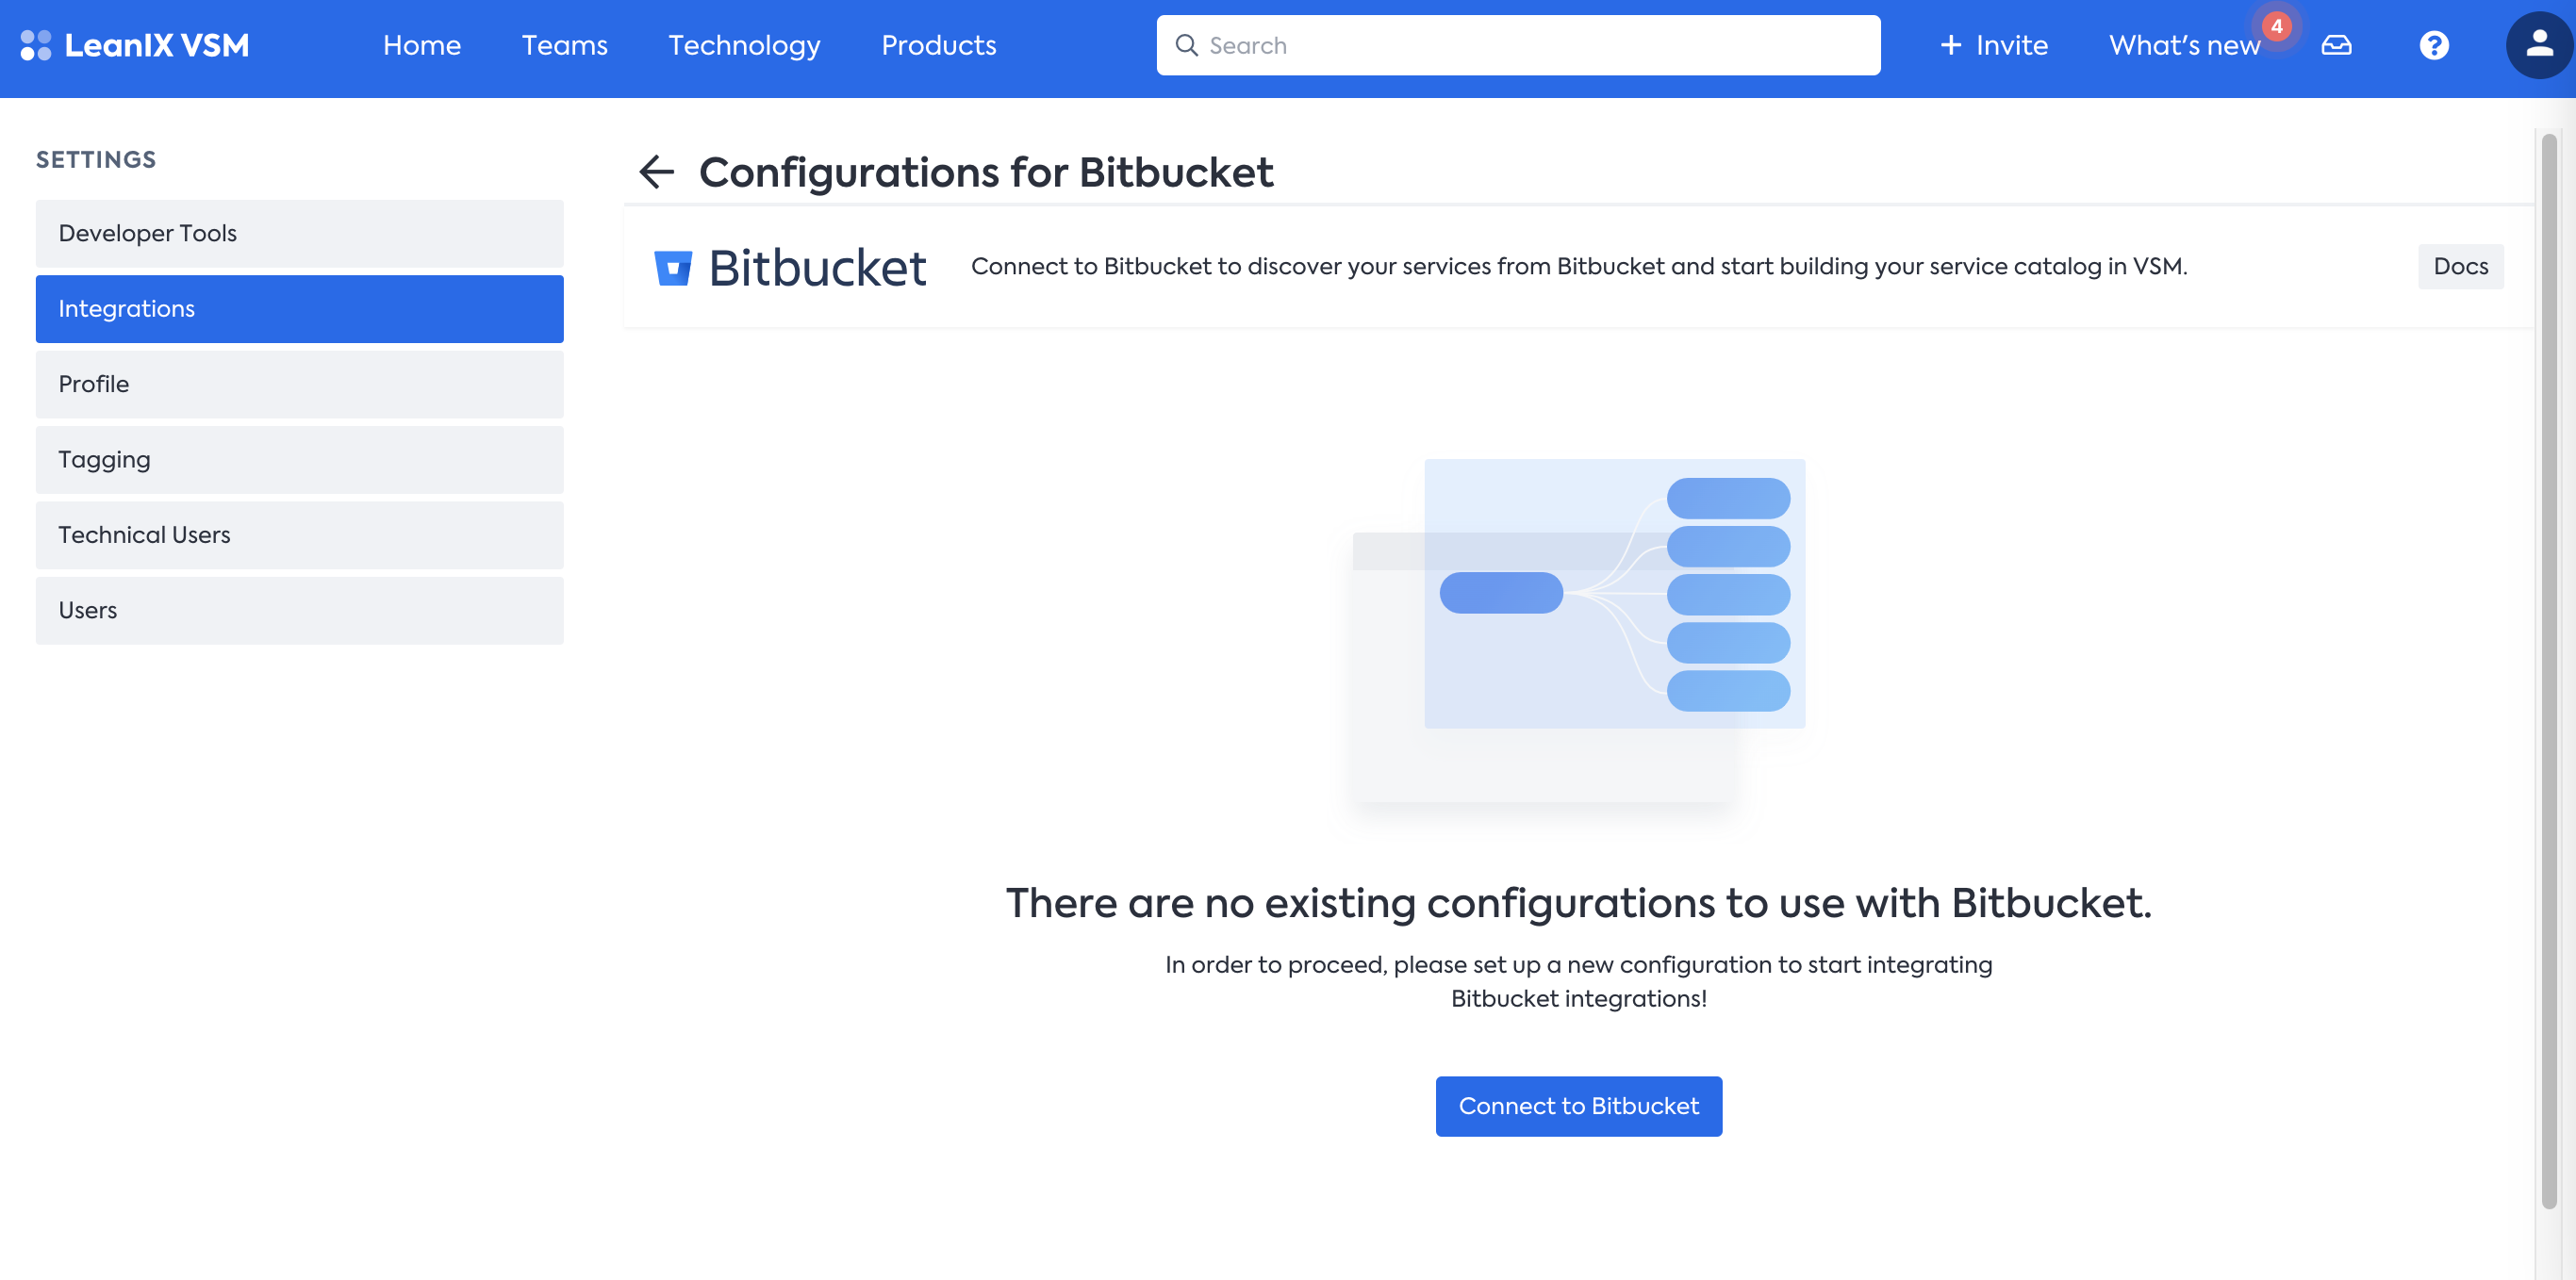 LeanIX VSM
Home
Teams
Technology
Products
Search
+ Invite
What's new
4
?
SETTINGS
Developer Tools
Integrations
Profile
Tagging
Technical Users
Users
← Configurations for Bitbucket
Bitbucket
Connect to Bitbucket to discover your services from Bitbucket and start building your service catalog in VSM.
Docs
There are no existing configurations to use with Bitbucket.
In order to proceed, please set up a new configuration to start integrating
Bitbucket integrations!
Connect to Bitbucket